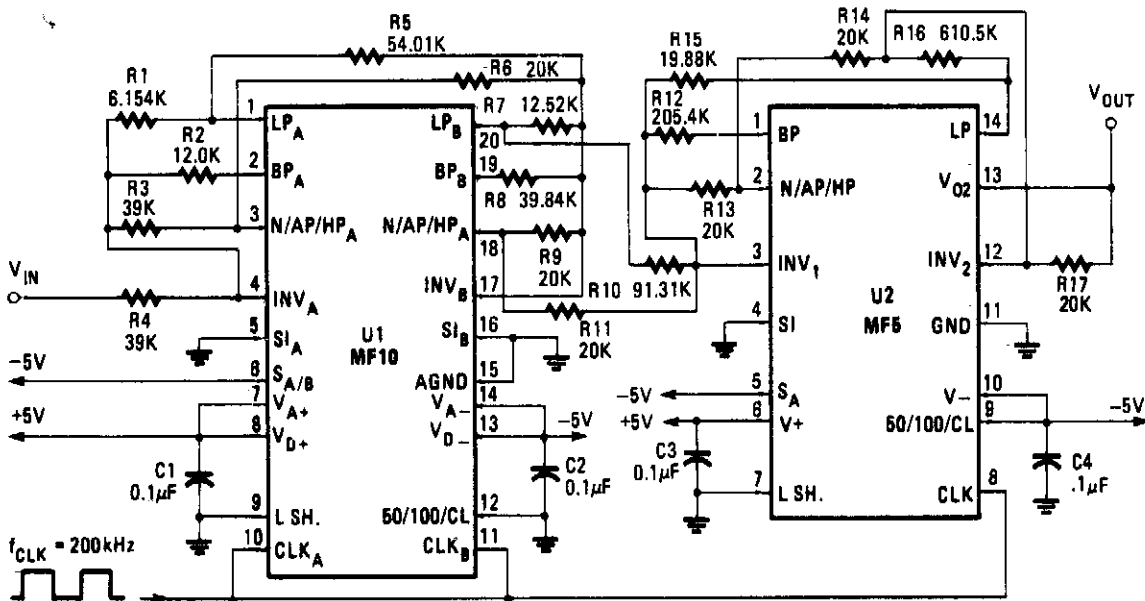 R5
54.01K
R6 20K
R1
6.154K
R2
12.0K
R3
39K
R7 12.52K
R8 39.84K
R9
20K
R10 91.31K
R11
20K
V_IN
R4
39K
1 LP_A
2 BP_A
3 N/AP/HP_A
4 INV_A
5 SI_A
6 S_A/B
7 V_A+
8 V_D+
9 L SH.
10 CLK_A
LP_B 20
BP_B 19
N/AP/HP_A 18
INV_B 17
SI_B 16
AGND 15
V_A- 14
V_D- 13
50/100/CL 12
CLK_B 11
U1
MF10
-5V
+5V
-5V
C1
0.1µF
C2
0.1µF
f_CLK = 200kHz
R14
20K
R16 610.5K
R15
19.88K
R12
205.4K
R13
20K
V_OUT
R17
20K
1 BP
2 N/AP/HP
3 INV_1
4 SI
5 S_A
6 V+
7 L SH.
LP 14
V_O2 13
INV_2 12
GND 11
V- 10
50/100/CL 9
CLK 8
U2
MF5
-5V
+5V
-5V
C3
0.1µF
C4
.1µF